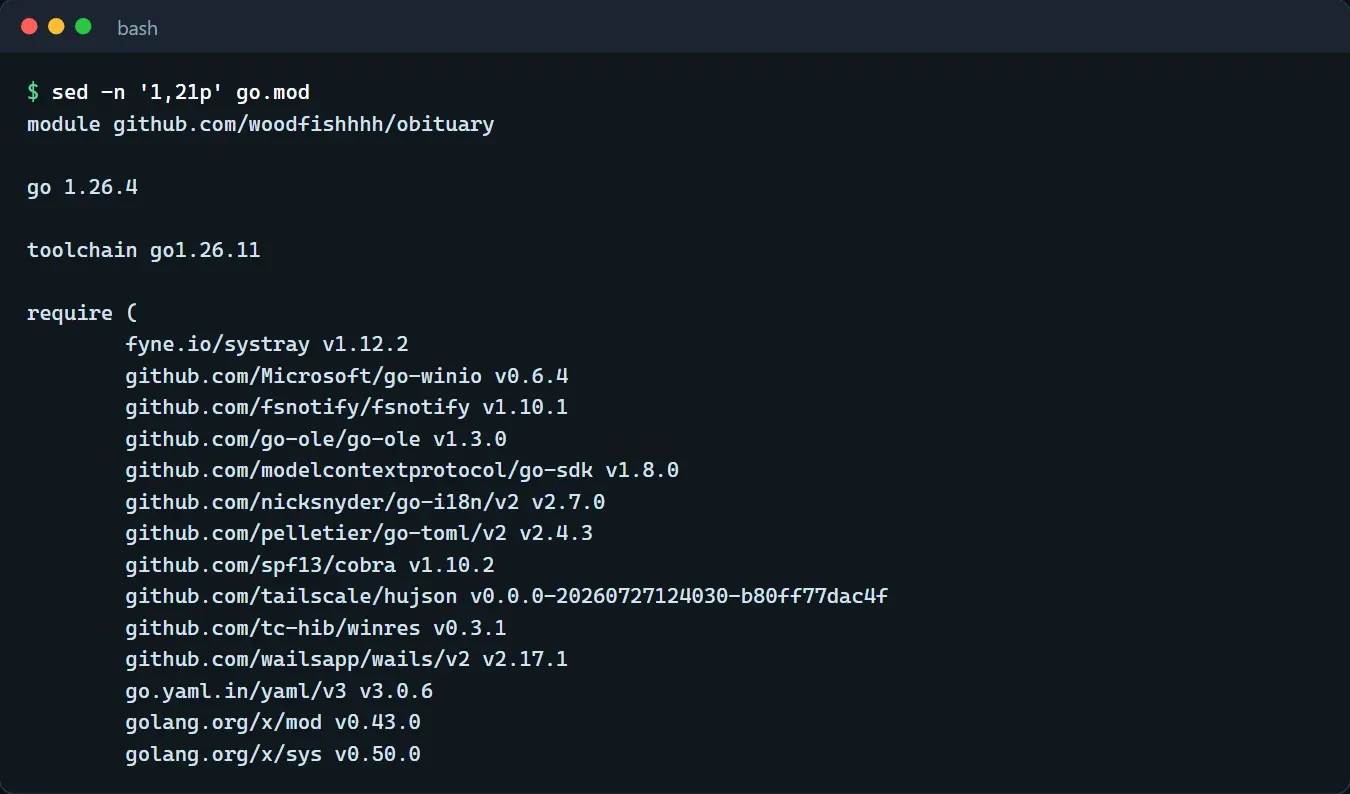 bash
$ sed -n '1,21p' go.mod
module github.com/woodfishhhh/obituary
go 1.26.4
toolchain go1.26.11
require (
fyne.io/systray v1.12.2
github.com/Microsoft/go-winio v0.6.4
github.com/fsnotify/fsnotify v1.10.1
github.com/go-ole/go-ole v1.3.0
github.com/modelcontextprotocol/go-sdk v1.8.0
github.com/nicksnyder/go-i18n/v2 v2.7.0
github.com/pelletier/go-toml/v2 v2.4.3
github.com/spf13/cobra v1.10.2
github.com/tailscale/hujson v0.0.0-20260727124030-b80ff77dac4f
github.com/tc-hib/winres v0.3.1
github.com/wailsapp/wails/v2 v2.17.1
go.yaml.in/yaml/v3 v3.0.6
golang.org/x/mod v0.43.0
golang.org/x/sys v0.50.0